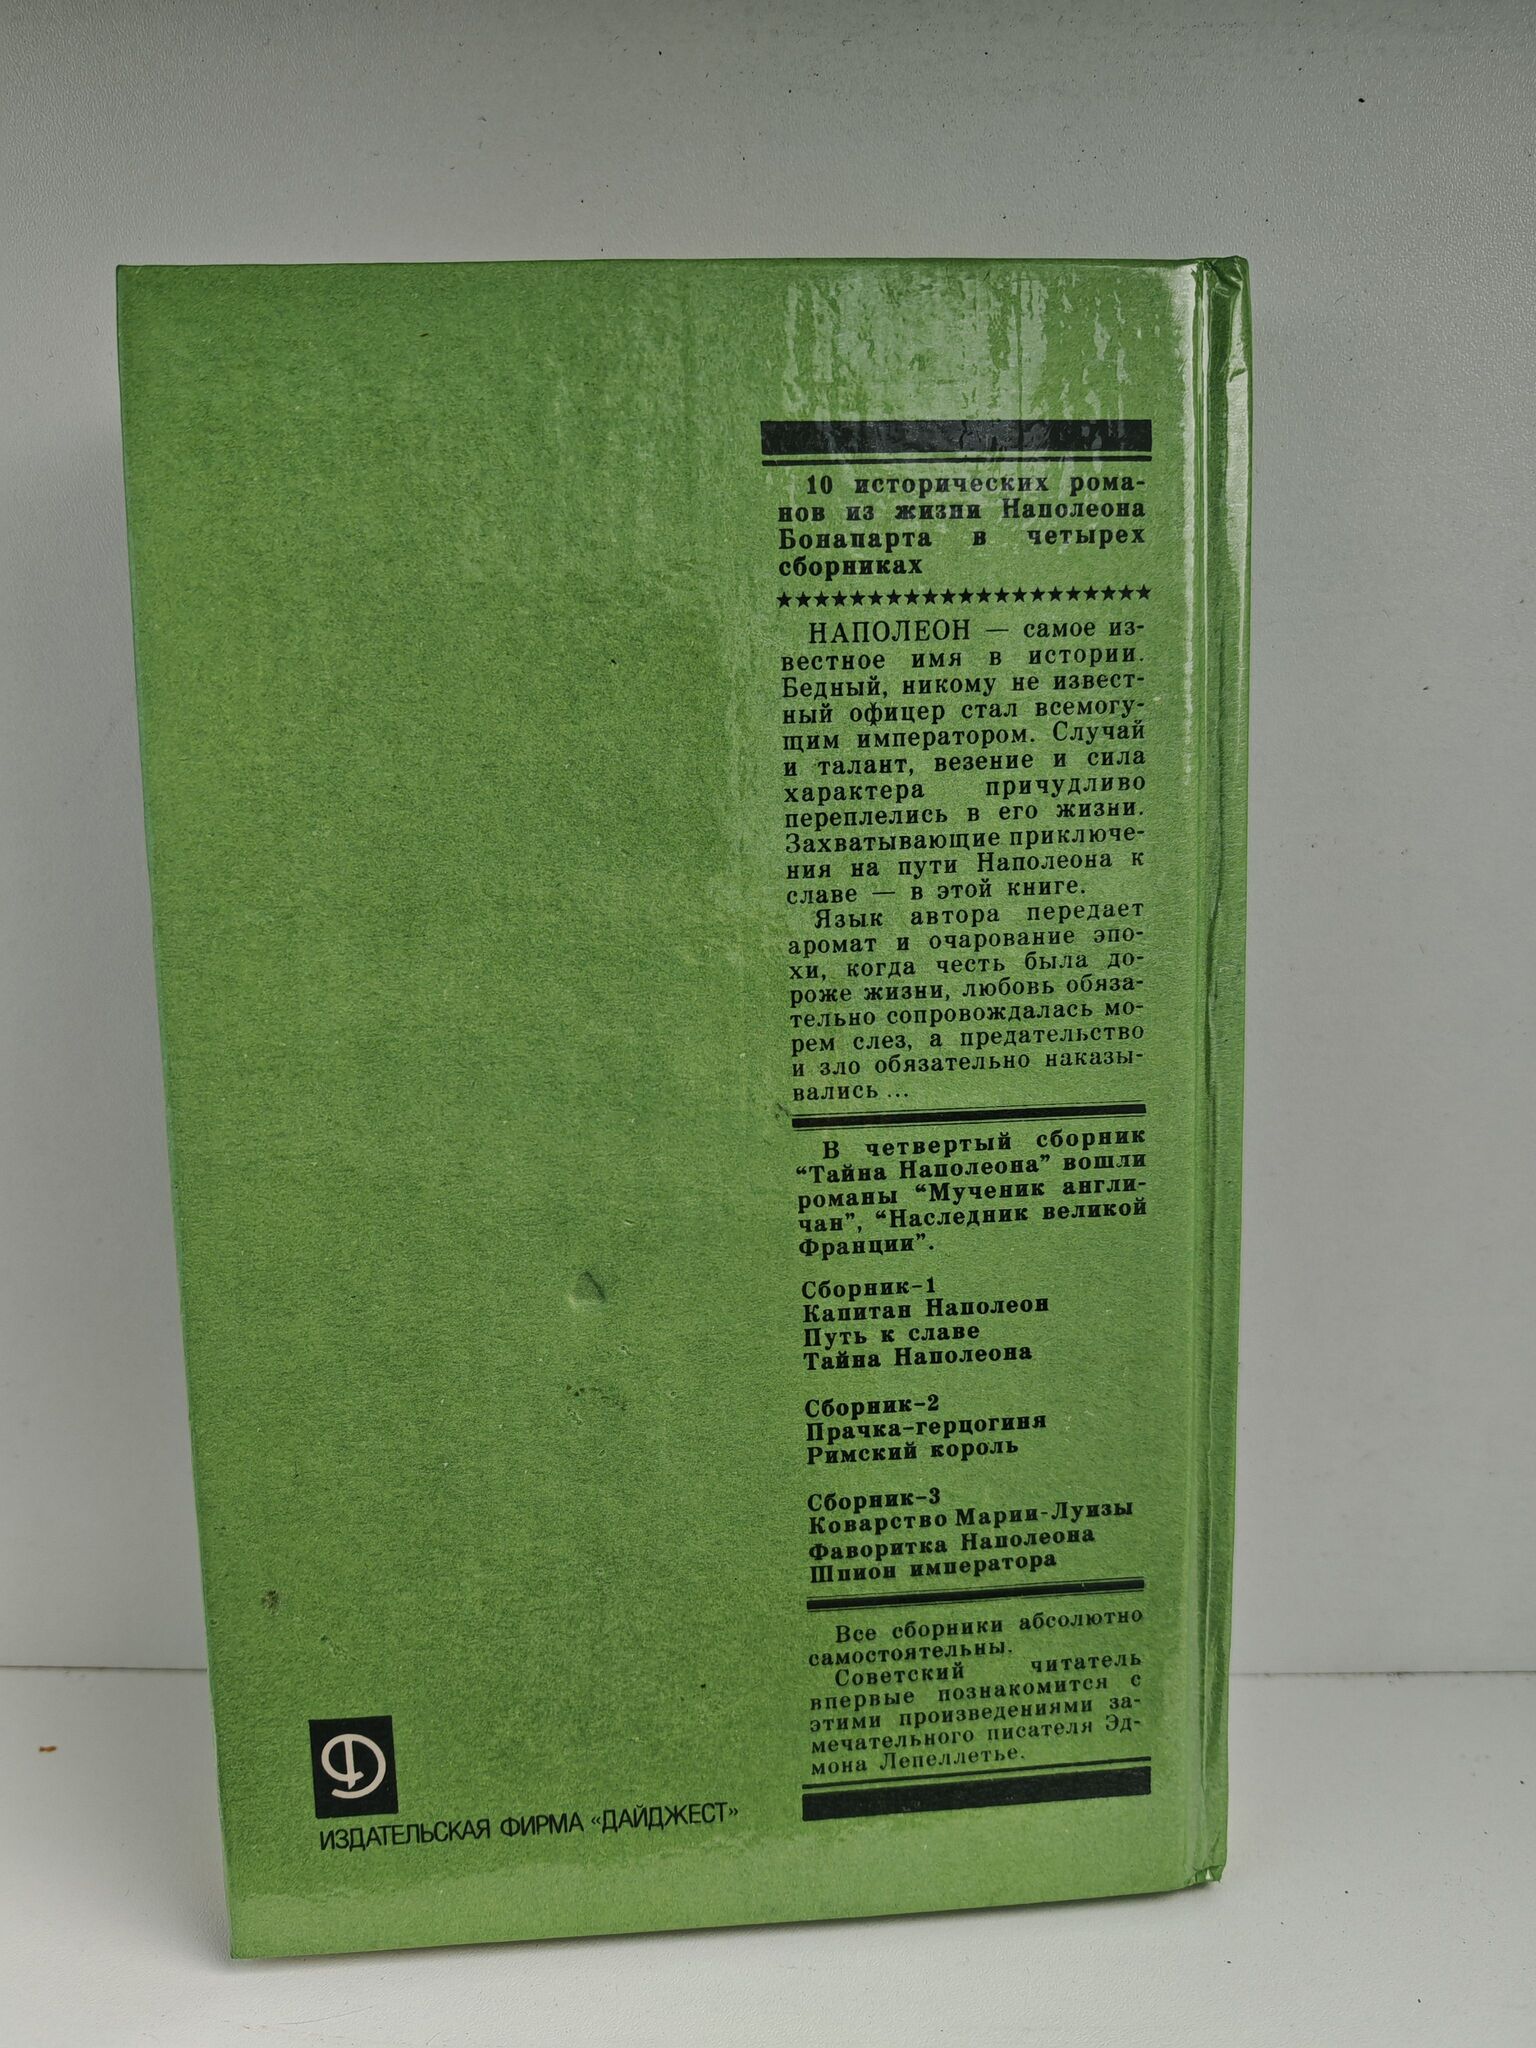 10 исторических рома-
нов из жизни Наполеона
Бонапарта в четырех
сборниках
★★★★★★★★★★★★★★★★★★★★★
НАПОЛЕОН — самое из-
вестное имя в истории.
Бедный, никому не извест-
ный офицер стал всемогу-
щим императором. Случай
и талант, везение и сила
характера причудливо
переплелись в его жизни.
Захватывающие приключе-
ния на пути Наполеона к
славе — в этой книге.
Язык автора передает
аромат и очарование эпо-
хи, когда честь была до-
роже жизни, любовь обяза-
тельно сопровождалась мо-
рем слез, а предательство
и зло обязательно наказы-
вались ...
В четвертый сборник
“Тайна Наполеона” вошли
романы “Мученик англи-
чан”, “Наследник великой
Франции”.
Сборник-1
Капитан Наполеон
Путь к славе
Тайна Наполеона
Сборник-2
Прачка-герцогиня
Римский король
Сборник-3
Коварство Марии-Луизы
Фаворитка Наполеона
Шпион императора
Все сборники абсолютно
самостоятельны.
Советский читатель
впервые познакомится с
этими произведениями за-
мечательного писателя Эд-
мона Лепеллетье.
ИЗДАТЕЛЬСКАЯ ФИРМА «ДАЙДЖЕСТ»